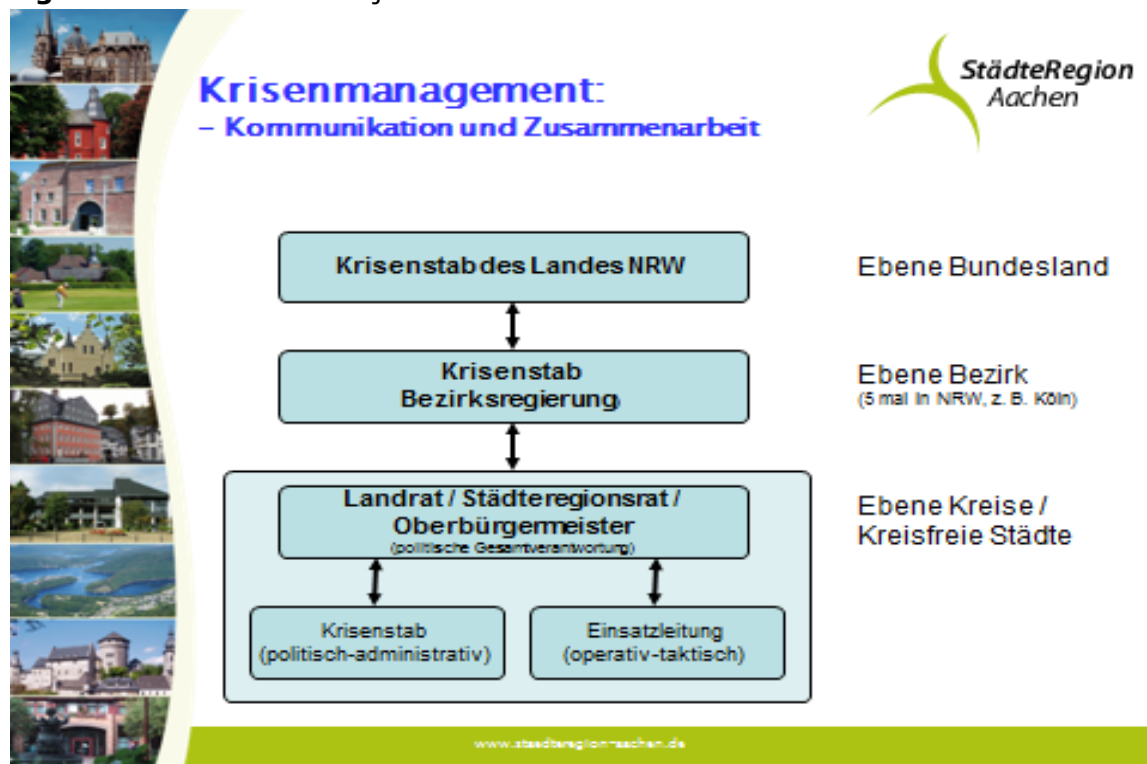 Krisenmanagement:
– Kommunikation und Zusammenarbeit
StädteRegion
Aachen
Krisenstab des Landes NRW
Ebene Bundesland
Krisenstab
Bezirksregierung)
Ebene Bezirk
(5 mal in NRW, z. B. Köln)
Landrat / Städteregionsrat /
Oberbürgermeister
(politische Gesamtverantwortung)
Ebene Kreise /
Kreisfreie Städte
Krisenstab
(politisch-administrativ)
Einsatzleitung
(operativ-taktisch)
www.staedteregion-aachen.de